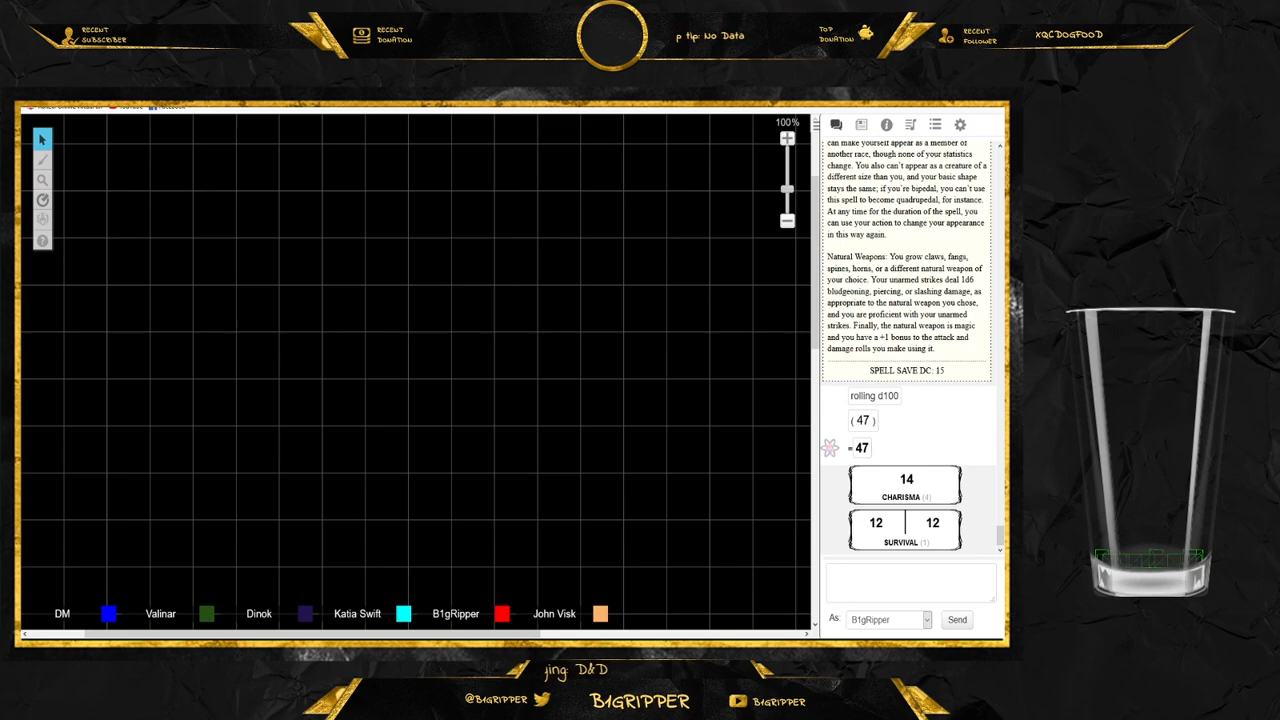 RECENT
SUBSCRIBER
RECENT
DONATION
p tip: No Data
TOP
DONATION
RECENT
FOLLOWER
XQCDOGFOOD
100%
can make yourself appear as a member of
another race, though none of your statistics
change. You also can't appear as a creature of a
different size than you, and your basic shape
stays the same; if you're bipedal, you can't use
this spell to become quadrupedal, for instance.
At any time for the duration of the spell, you
can use your action to change your appearance
in this way again.
Natural Weapons: You grow claws, fangs,
spines, horns, or a different natural weapon of
your choice. Your unarmed strikes deal 1d6
bludgeoning, piercing, or slashing damage, as
appropriate to the natural weapon you chose,
and you are proficient with your unarmed
strikes. Finally, the natural weapon is magic
and you have a +1 bonus to the attack and
damage rolls you make using it.
SPELL SAVE DC: 15
rolling d100
( 47 )
= 47
14
CHARISMA (4)
12 12
SURVIVAL (1)
As: B1gRipper Send
DM Valinar Dinok Katia Swift B1gRipper John Visk
jing: D&D
@B1GRIPPER B1GRIPPER B1GRIPPER